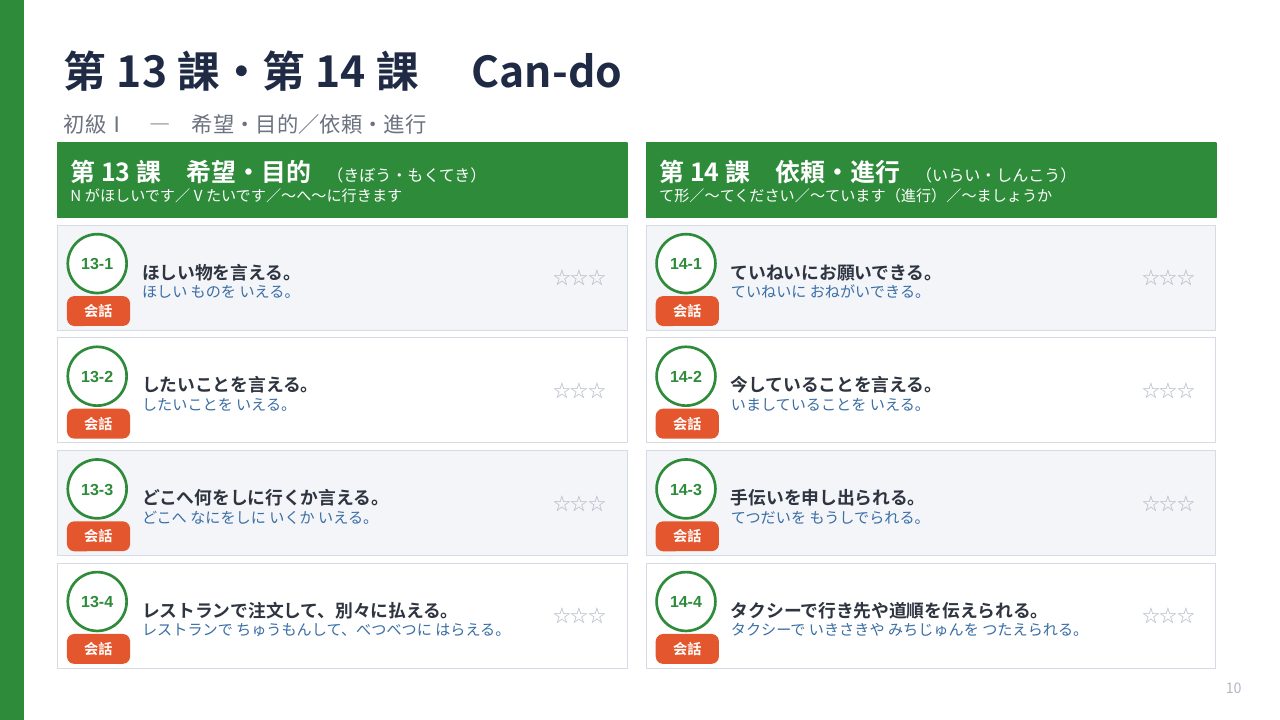 第 13 課・第 14 課　Can-do
初級Ⅰ　—　希望・目的／依頼・進行
第 13 課　希望・目的　（きぼう・もくてき）
N がほしいです／ V たいです／～へ～に行きます
13-1
会話
ほしい物を言える。
ほしい ものを いえる。
☆☆☆
13-2
会話
したいことを言える。
したいことを いえる。
☆☆☆
13-3
会話
どこへ何をしに行くか言える。
どこへ なにをしに いくか いえる。
☆☆☆
13-4
会話
レストランで注文して、別々に払える。
レストランで ちゅうもんして、べつべつに はらえる。
☆☆☆
第 14 課　依頼・進行　（いらい・しんこう）
て形／～てください／～ています（進行）／～ましょうか
14-1
会話
ていねいにお願いできる。
ていねいに おねがいできる。
☆☆☆
14-2
会話
今していることを言える。
いましていることを いえる。
☆☆☆
14-3
会話
手伝いを申し出られる。
てつだいを もうしでられる。
☆☆☆
14-4
会話
タクシーで行き先や道順を伝えられる。
タクシーで いきさきや みちじゅんを つたえられる。
☆☆☆
10